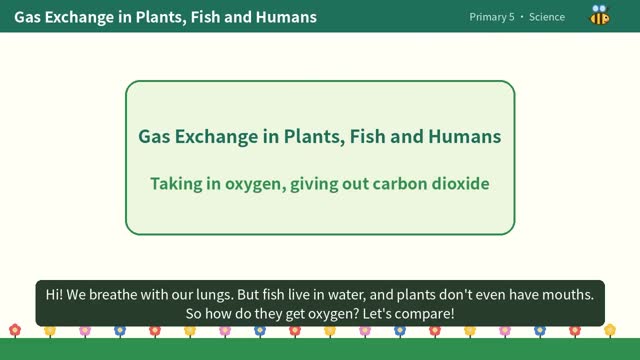 Gas Exchange in Plants, Fish and Humans
Primary 5 • Science
Gas Exchange in Plants, Fish and Humans
Taking in oxygen, giving out carbon dioxide
Hi! We breathe with our lungs. But fish live in water, and plants don't even have mouths.
So how do they get oxygen? Let's compare!